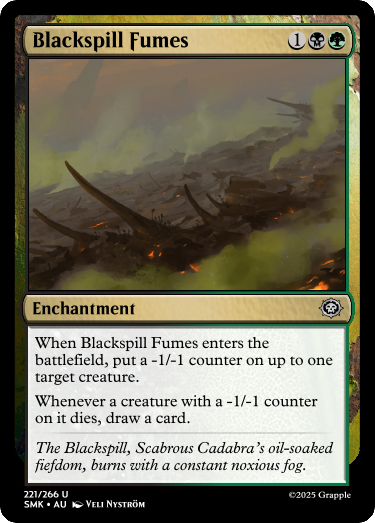 Blackspill Fumes 1
Enchantment
When Blackspill Fumes enters the
battlefield, put a -1/-1 counter on up to one
target creature.
Whenever a creature with a -1/-1 counter
on it dies, draw a card.
The Blackspill, Scabrous Cadabra's oil-soaked
fiefdom, burns with a constant noxious fog.
221/266 U
SMK • AU Veli Nyström
©2025 Grapple